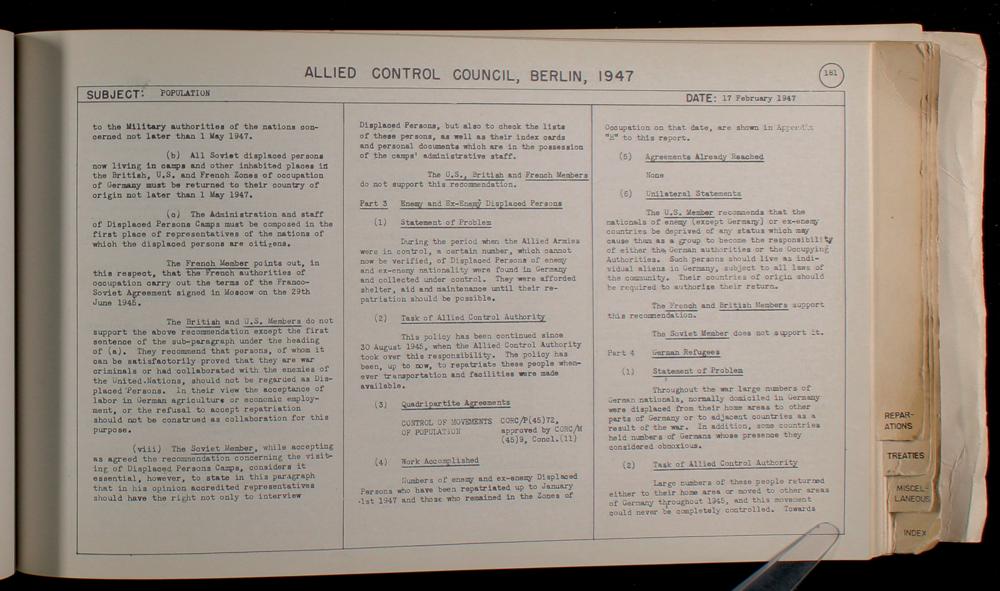 ALLIED CONTROL COUNCIL, BERLIN, 1947
181
SUBJECT: POPULATION
DATE: 17 February 1947
to the Military authorities of the nations con-
cerned not later than 1 May 1947.
(b) All Soviet displaced persons
now living in camps and other inhabited places in
the British, U.S. and French Zones of occupation
of Germany must be returned to their country of
origin not later than 1 May 1947.
(c) The Administration and staff
of Displaced Persons Camps must be composed in the
first place of representatives of the nations of
which the displaced persons are citizens.
The French Member points out, in
this respect, that the French authorities of
occupation carry out the terms of the Franco-
Soviet Agreement signed in Moscow on the 29th
June 1945.
The British and U.S. Members do not
support the above recommendation except the first
sentence of the sub-paragraph under the heading
of (a). They recommend that persons, of whom it
can be satisfactorily proved that they are war
criminals or had collaborated with the enemies of
the United Nations, should not be regarded as Dis-
placed Persons. In their view the acceptance of
labor in German agriculture or economic employ-
ment, or the refusal to accept repatriation
should not be construed as collaboration for this
purpose.
(viii) The Soviet Member, while accepting
as agreed the recommendation concerning the visit-
ing of Displaced Persons Camps, considers it
essential, however, to state in this paragraph
that in his opinion accredited representatives
should have the right not only to interview
Displaced Persons, but also to check the lists
of these persons, as well as their index cards
and personal documents which are in the possession
of the camps' administrative staff.
The U.S., British and French Members
do not support this recommendation.
Part 3 Enemy and Ex-Enemy Displaced Persons
(1) Statement of Problem
During the period when the Allied Armies
were in control, a certain number, which cannot
now be verified, of Displaced Persons of enemy
and ex-enemy nationality were found in Germany
and collected under control. They were afforded
shelter, aid and maintenance until their re-
patriation should be possible.
(2) Task of Allied Control Authority
This policy has been continued since
30 August 1945, when the Allied Control Authority
took over this responsibility. The policy has
been, up to now, to repatriate these people when-
ever transportation and facilities were made
available.
(3) Quadripartite Agreements
CONTROL OF MOVEMENTS CORC/P(45)72,
OF POPULATION approved by CORC/M
(45)9, Concl.(11)
(4) Work Accomplished
Numbers of enemy and ex-enemy Displaced
Persons who have been repatriated up to January
1st 1947 and those who remained in the Zones of
Occupation on that date, are shown in Appendix
"E" to this report.
(5) Agreements Already Reached
None
(6) Unilateral Statements
The U.S. Member recommends that the
nationals of enemy (except Germany) or ex-enemy
countries be deprived of any status which may
cause them as a group to become the responsibility
of either the German authorities or the Occupying
Authorities. Such persons should live as indi-
vidual aliens in Germany, subject to all laws of
the community. Their countries of origin should
be required to authorize their return.
The French and British Members support
this recommendation.
The Soviet Member does not support it.
Part 4 German Refugees
(1) Statement of Problem
Throughout the war large numbers of
German nationals, normally domiciled in Germany
were displaced from their home areas to other
parts of Germany or to adjacent countries as a
result of the war. In addition, some countries
held numbers of Germans whose presence they
considered obnoxious.
(2) Task of Allied Control Authority
Large numbers of these people returned
either to their home area or moved to other areas
of Germany throughout 1945, and this movement
could never be completely controlled. Towards
REPAR-
ATIONS
TREATIES
MISCEL-
LANEOUS
INDEX